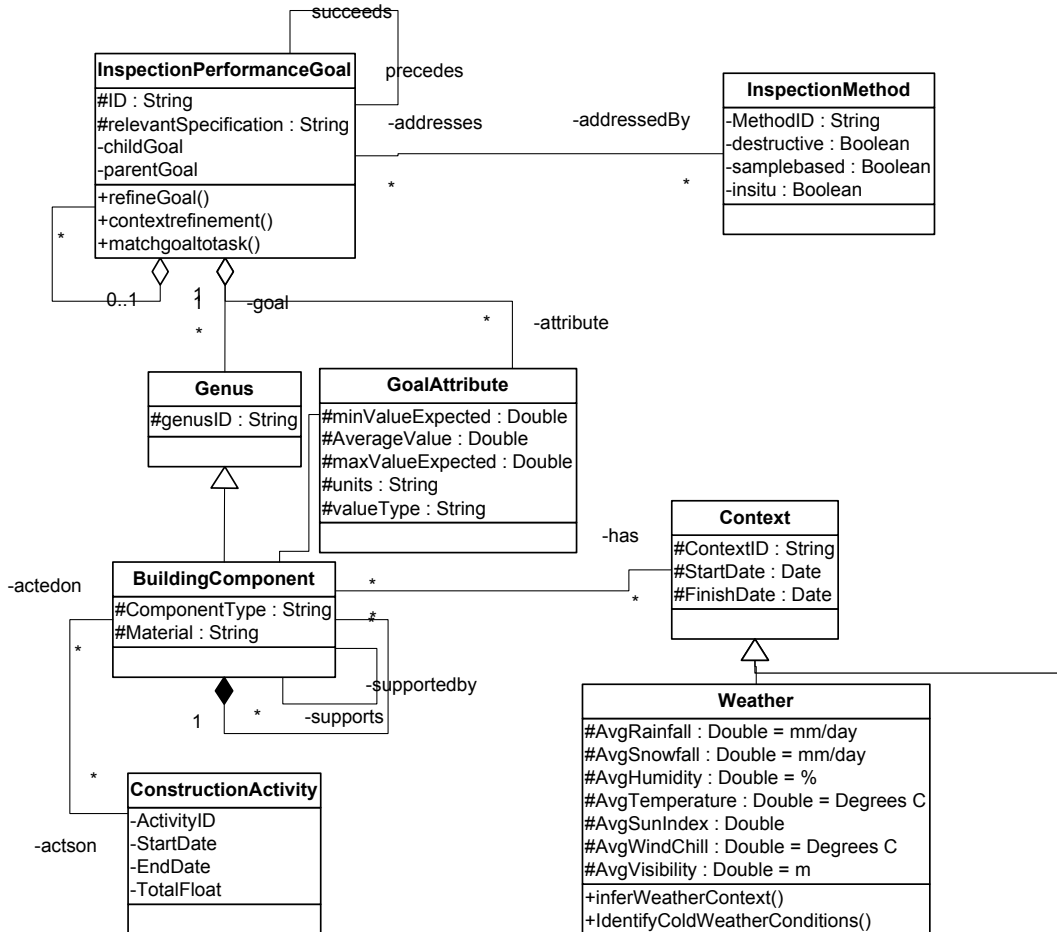 succeeds
InspectionPerformanceGoal
#ID : String
#relevantSpecification : String
-childGoal
-parentGoal
+refineGoal()
+contextrefinement()
+matchgoaltotask()
precedes
-addresses
-addressedBy
*
*
InspectionMethod
-MethodID : String
-destructive : Boolean
-samplebased : Boolean
-insitu : Boolean
*
0..1
1
1
-goal
*
*
-attribute
Genus
#genusID : String
GoalAttribute
#minValueExpected : Double
#AverageValue : Double
#maxValueExpected : Double
#units : String
#valueType : String
-has
*
*
Context
#ContextID : String
#StartDate : Date
#FinishDate : Date
-actedon
*
BuildingComponent
#ComponentType : String
#Material : String
*
*
-supportedby
-supports
1
*
*
-actson
ConstructionActivity
-ActivityID
-StartDate
-EndDate
-TotalFloat
Weather
#AvgRainfall : Double = mm/day
#AvgSnowfall : Double = mm/day
#AvgHumidity : Double = %
#AvgTemperature : Double = Degrees C
#AvgSunIndex : Double
#AvgWindChill : Double = Degrees C
#AvgVisibility : Double = m
+inferWeatherContext()
+IdentifyColdWeatherConditions()